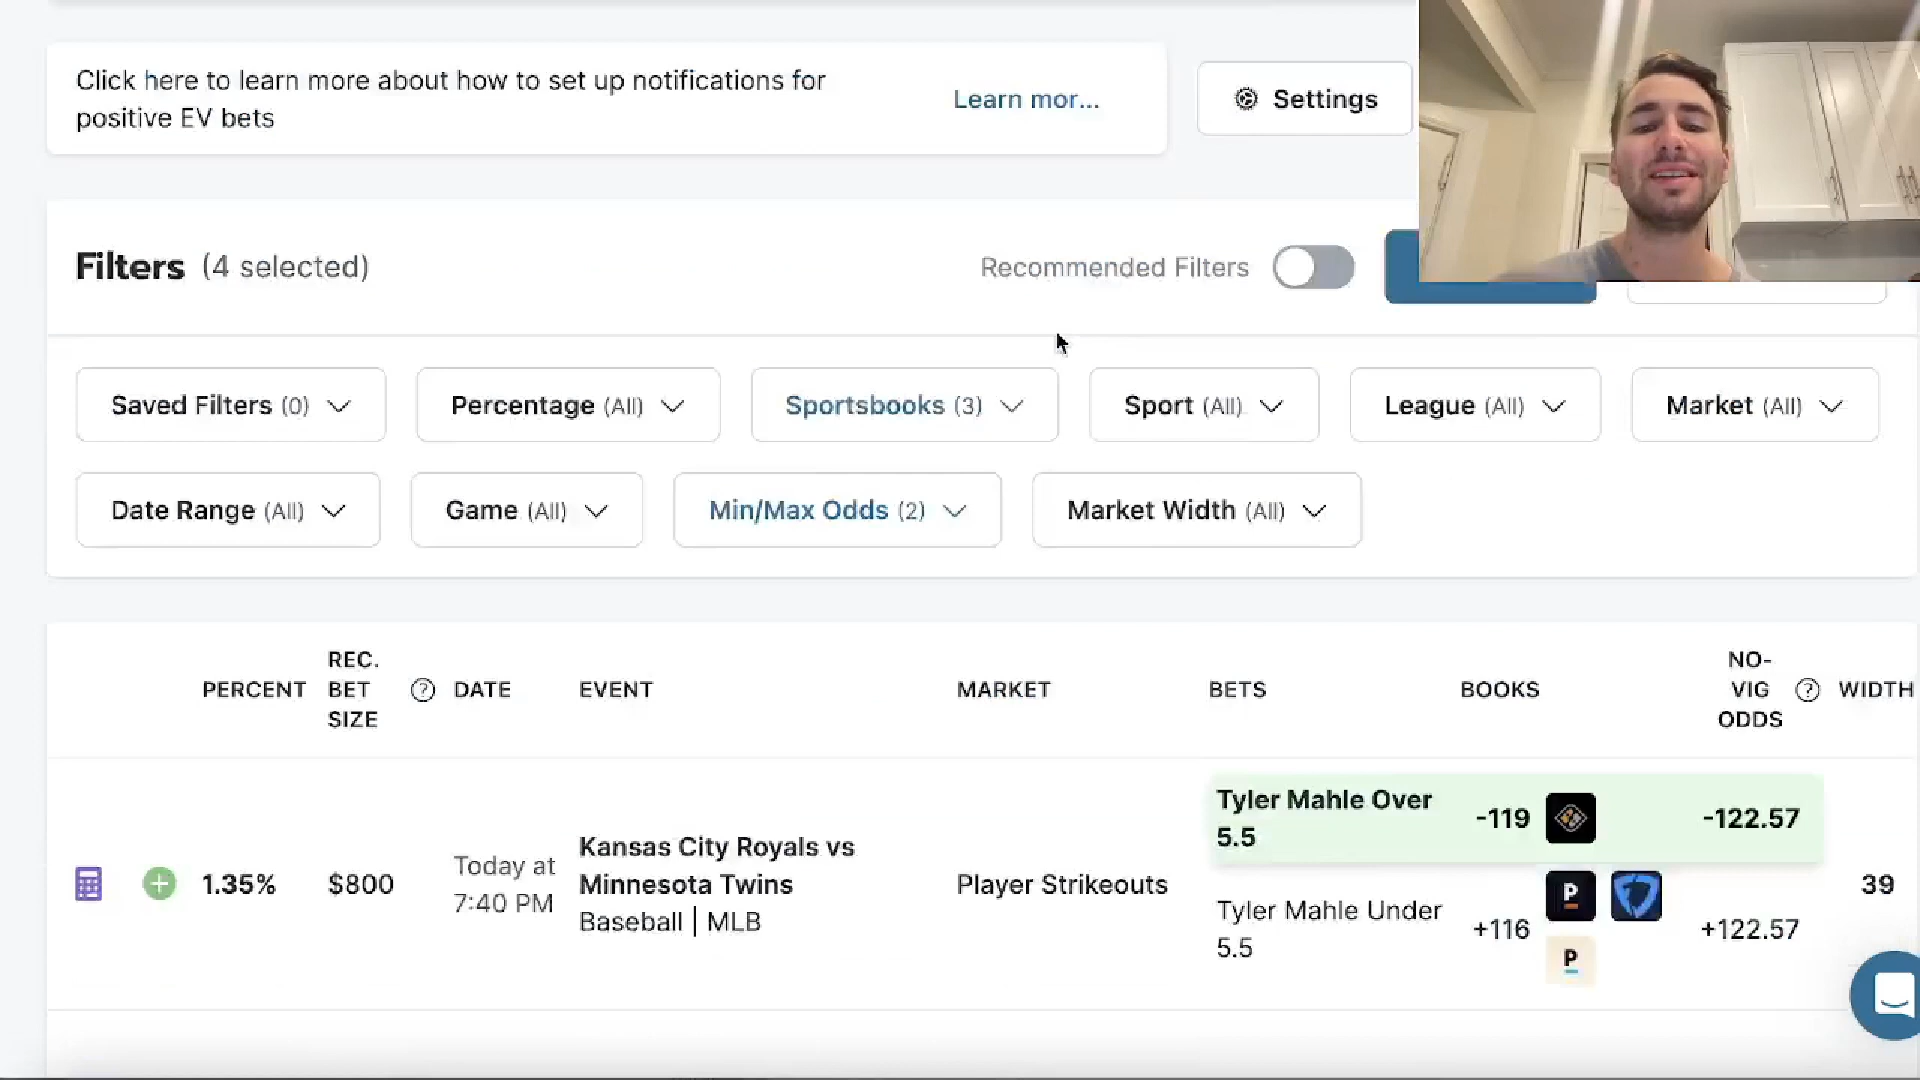 Click here to learn more about how to set up notifications for
positive EV bets
Learn mor...
Settings
Filters (4 selected)
Recommended Filters
Saved Filters (0)
Percentage (All)
Sportsbooks (3)
Sport (All)
League (All)
Market (All)
Date Range (All)
Game (All)
Min/Max Odds (2)
Market Width (All)
PERCENT
REC.
BET
SIZE
?
DATE
EVENT
MARKET
BETS
BOOKS
NO-
VIG
ODDS
?
WIDTH
1.35%
$800
Today at
7:40 PM
Kansas City Royals vs
Minnesota Twins
Baseball | MLB
Player Strikeouts
Tyler Mahle Over
5.5
-119
-122.57
Tyler Mahle Under
5.5
+116
P
P
+122.57
39